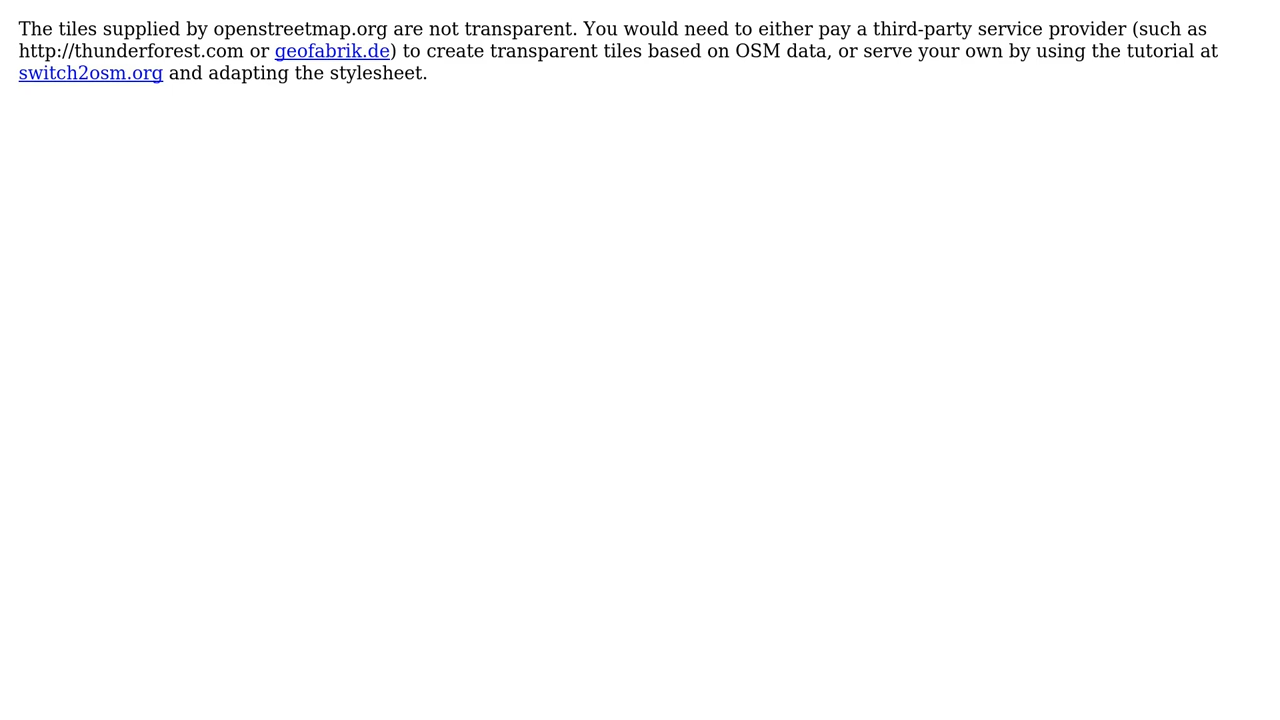 The tiles supplied by openstreetmap.org are not transparent. You would need to either pay a third-party service provider (such as
http://thunderforest.com or geofabrik.de) to create transparent tiles based on OSM data, or serve your own by using the tutorial at
switch2osm.org and adapting the stylesheet.